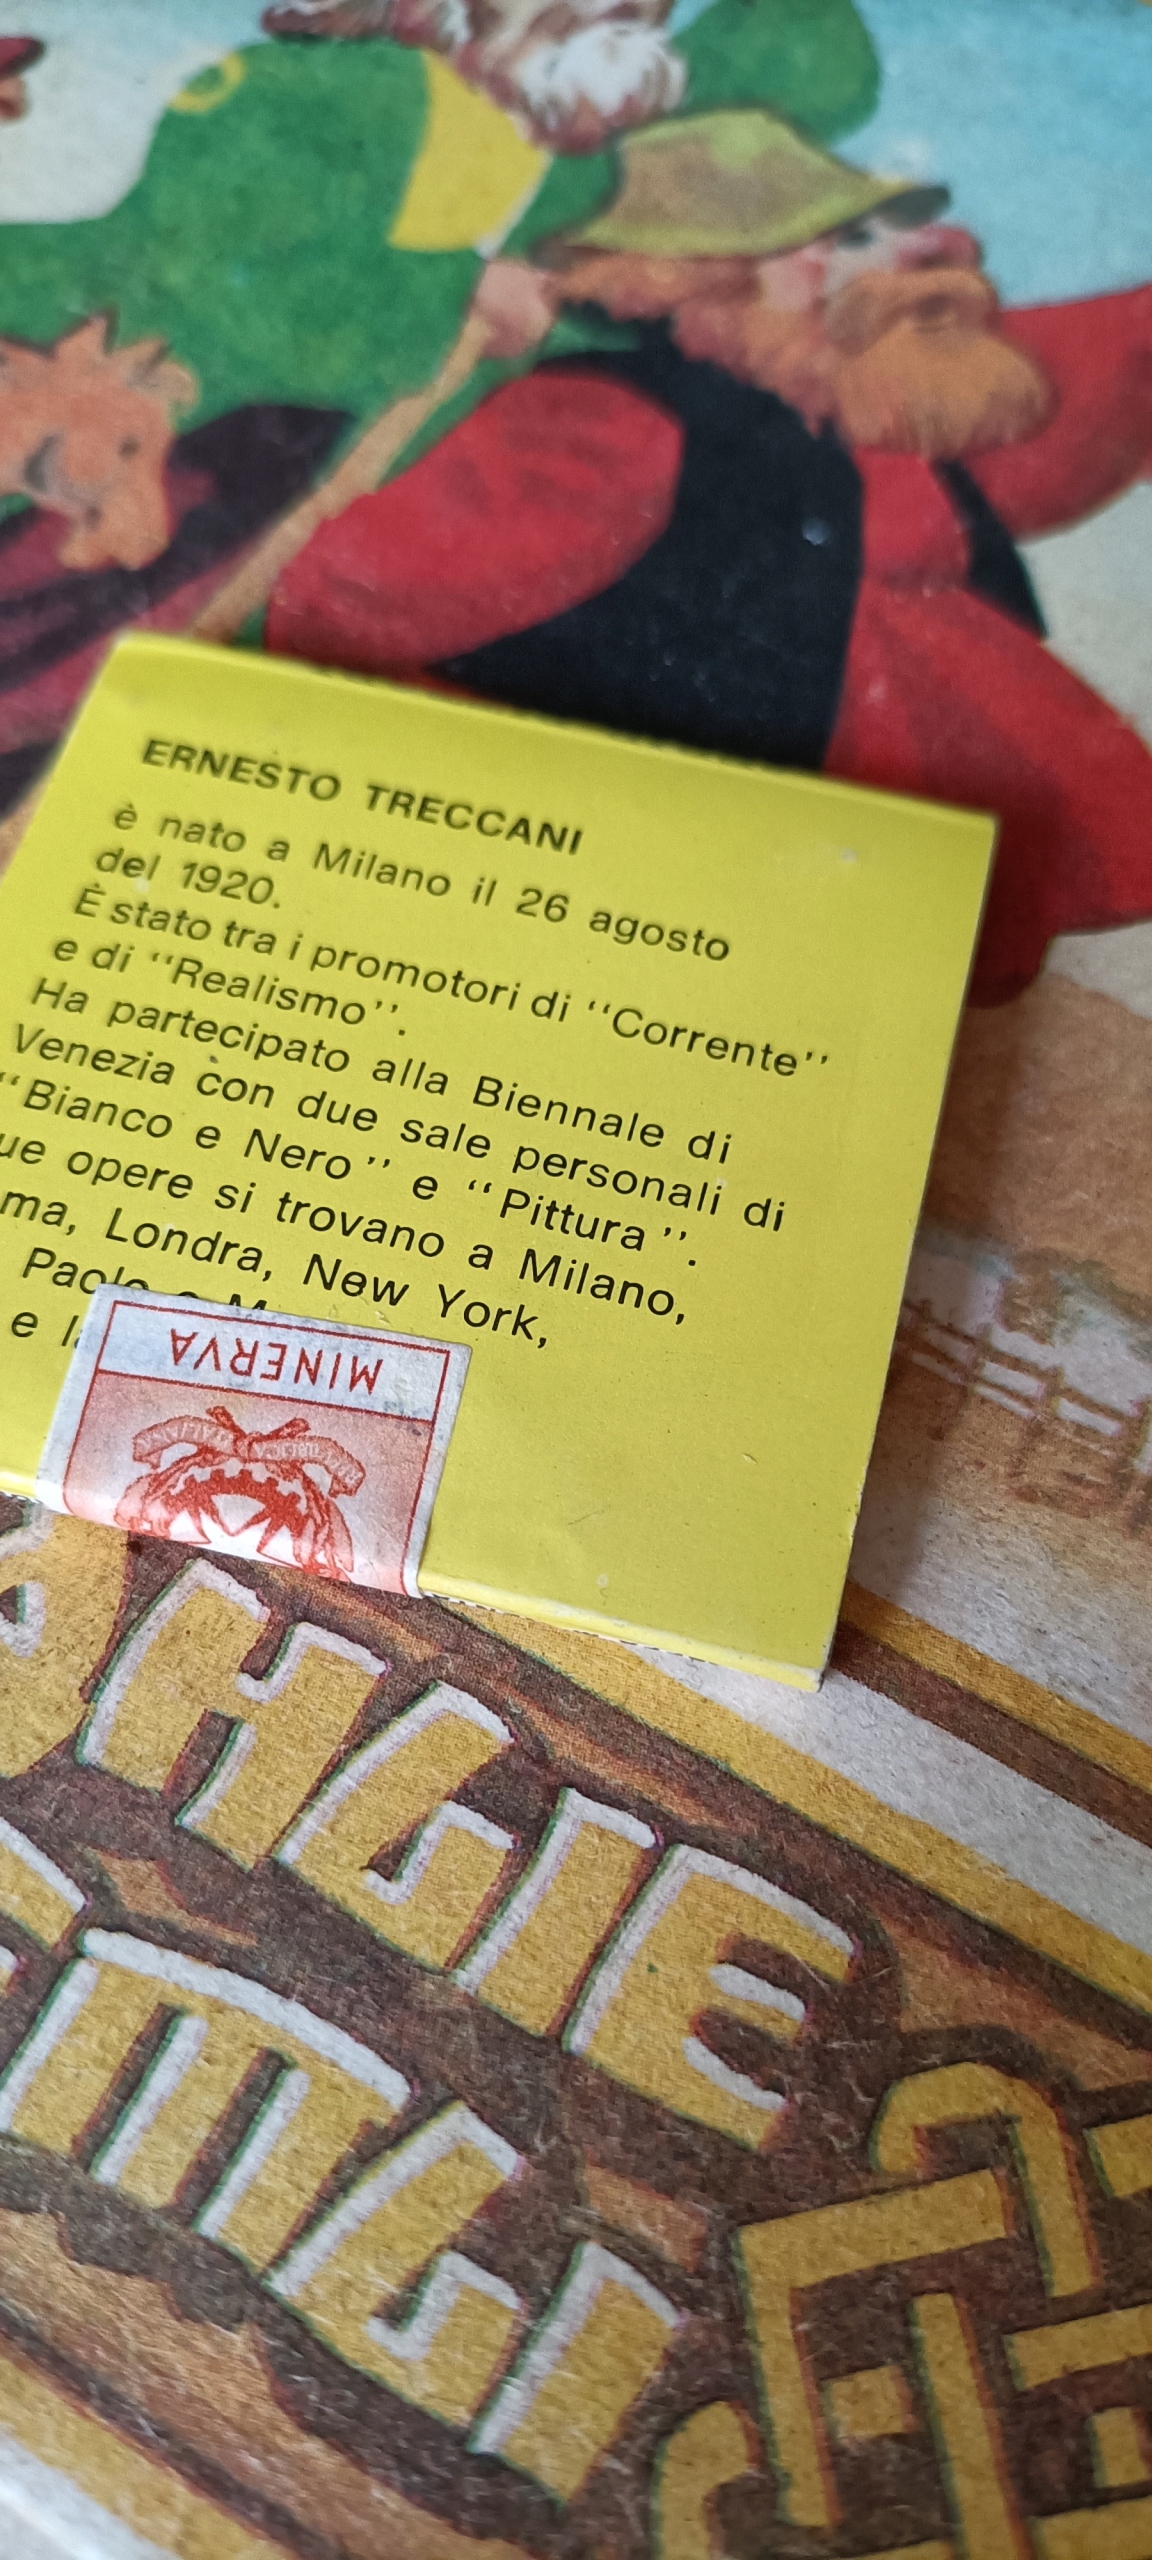 ERNESTO TRECCANI
è nato a Milano il 26 agosto
del 1920.
È stato tra i promotori di "Corrente"
e di "Realismo".
Ha partecipato alla Biennale di
Venezia con due sale personali di
"Bianco e Nero" e "Pittura".
opere si trovano a Milano,
Londra, New York,
e
MINERVA